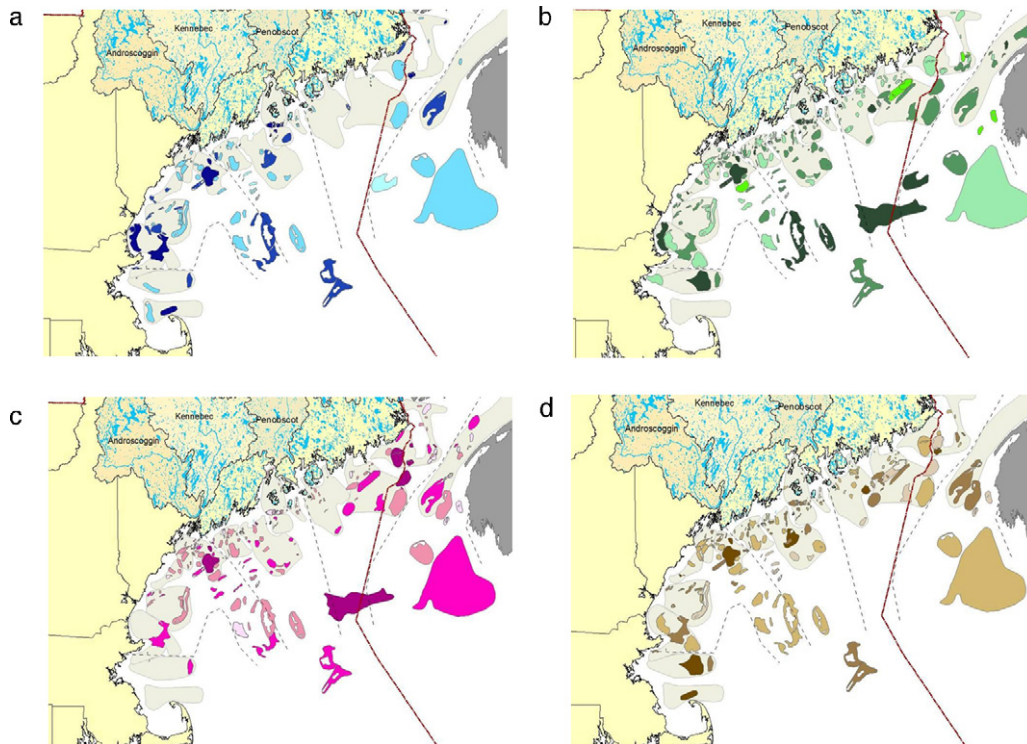 a
b
Kennebec
Penobscot
Androscoggin
Kennebec
Penobscot
Androscoggin
c
d
Kennebec
Penobscot
Androscoggin
Kennebec
Penobscot
Androscoggin